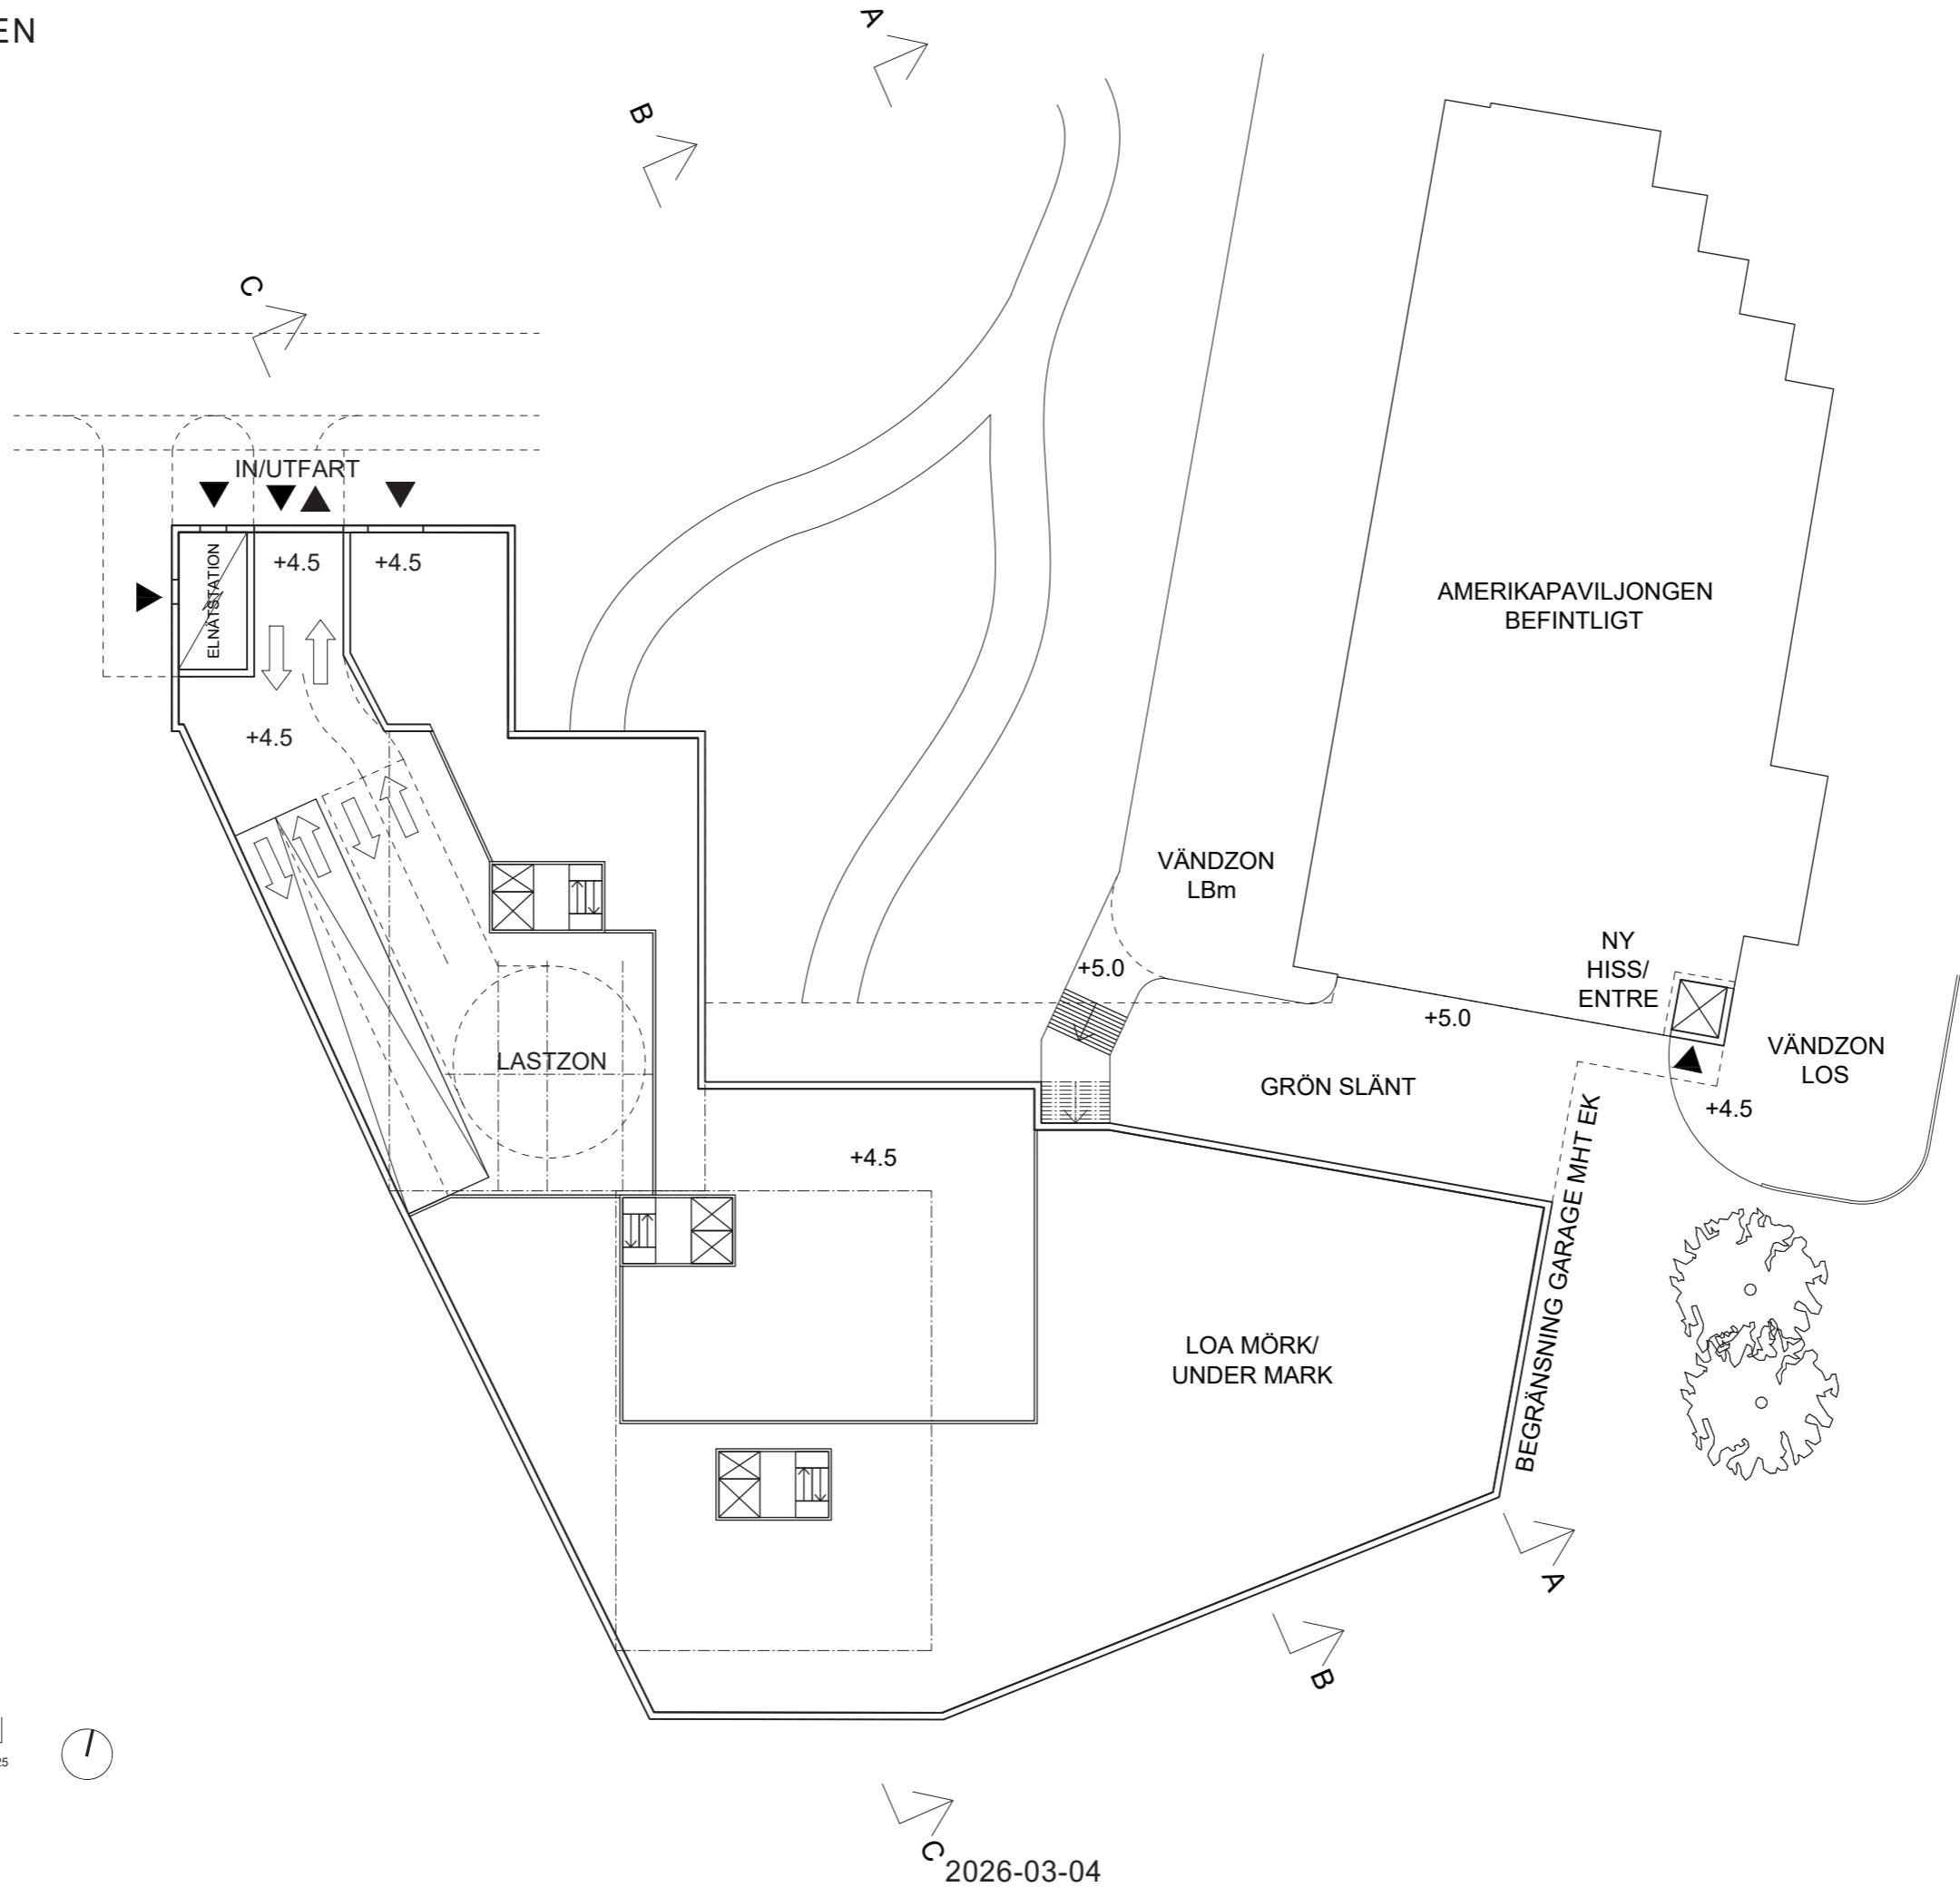 EN
A
B
C
IN/UTFART
ELNÄTSTATION
+4.5
+4.5
+4.5
AMERIKAPAVILJONGEN
BEFINTLIGT
VÄNDZON
LBm
NY
HISS/
ENTRE
+5.0
+5.0
VÄNDZON
LOS
LASTZON
GRÖN SLÄNT
+4.5
+4.5
BEGRÄNSNING GARAGE MHT EK
LOA MÖRK/
UNDER MARK
A
B
C
25
2026-03-04